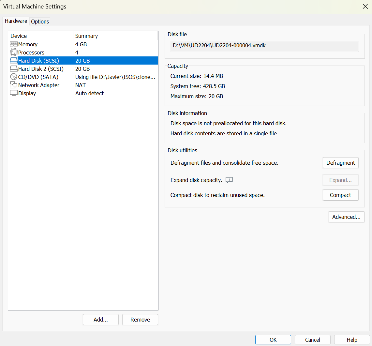 Virtual Machine Settings
Hardware Options
Device Summary
Memory 4 GB
Processors 4
Hard Disk (SCSI) 20 GB
Hard Disk 2 (SCSI) 20 GB
CD/DVD (SATA) Using file D:\
Network Adapter NAT
Display Auto detect
Add...
Remove
Disk file
Capacity
Current size: 14.4 MB
System free: 428.5 GB
Maximum size: 20 GB
Disk information
Disk space is not preallocated for this hard disk.
Hard disk contents are stored in a single file.
Disk utilities
Defragment files and consolidate free space. Defragment
Expand disk capacity. Expand...
Compact disk to reclaim unused space. Compact
Advanced...
OK Cancel Help